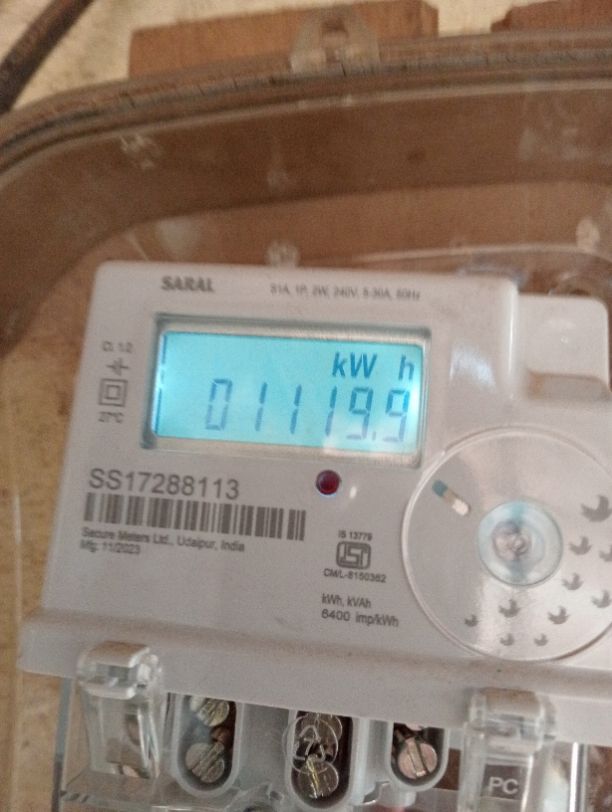 SARAL
S1A, 1P, 2W, 240V, 5-30A, 50Hz
Cl. 1.0
27°C
kW h
011119.9
SS17288113
Secure Meters Ltd., Udaipur, India
Mfg. 11/2023
IS 13779
CM/L-8150362
kWh, kVAh
6400 imp/kWh
PC